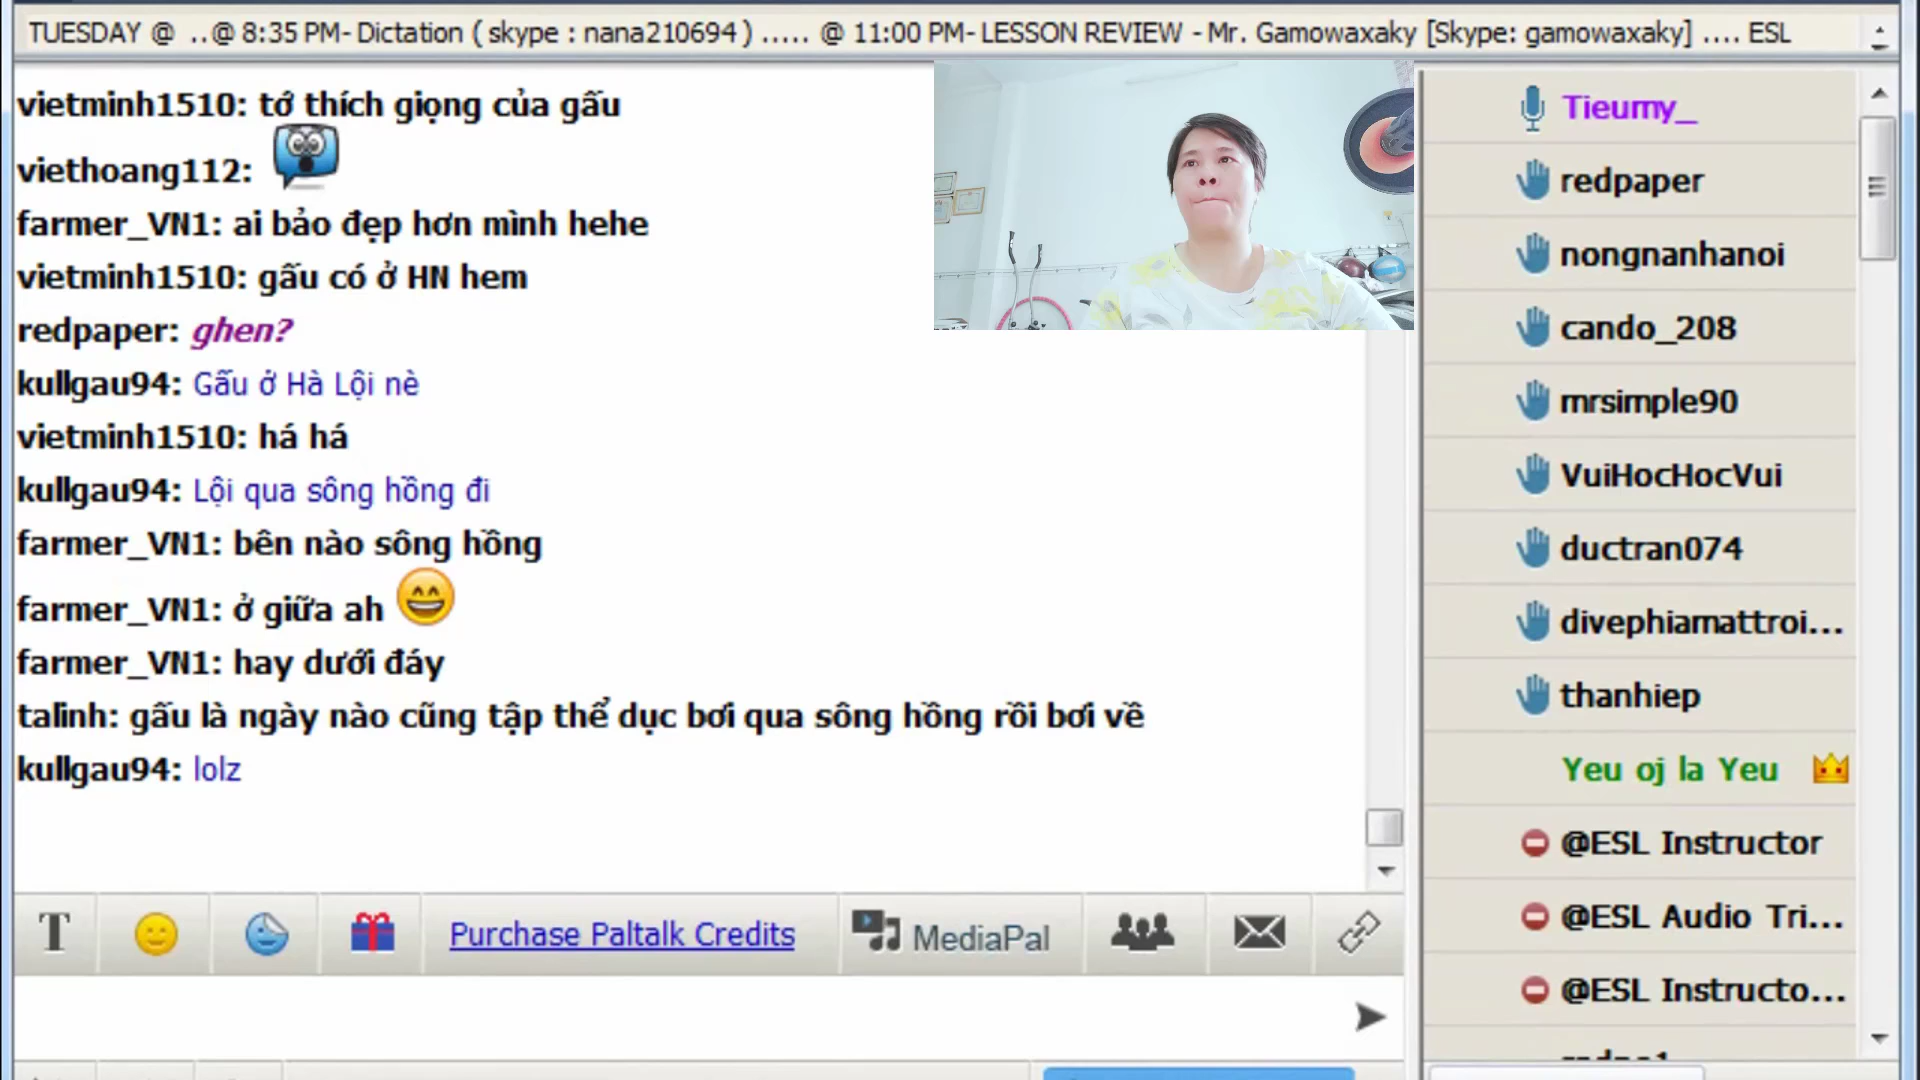 TUESDAY @ ..@ 8:35 PM- Dictation ( skype : nana210694 ) ..... @ 11:00 PM- LESSON REVIEW - Mr. Gamowaxaky [Skype: gamowaxaky] .... ESL
vietminh1510: tớ thích giọng của gấu
viethoang112:
farmer_VN1: ai bảo đẹp hơn mình hehe
vietminh1510: gấu có ở HN hem
redpaper: ghen?
kullgau94: Gấu ở Hà Lội nè
vietminh1510: há há
kullgau94: Lội qua sông hồng đi
farmer_VN1: bên nào sông hồng
farmer_VN1: ở giữa ah
farmer_VN1: hay dưới đáy
talinh: gấu là ngày nào cũng tập thể dục bơi qua sông hồng rồi bơi về
kullgau94: lolz
T
Purchase Paltalk Credits
MediaPal
Tieumy_
redpaper
nongnanhanoi
cando_208
mrsimple90
VuiHocHocVui
ductran074
divephiamattroi...
thanhiep
Yeu oj la Yeu
@ESL Instructor
@ESL Audio Tri...
@ESL Instructo...